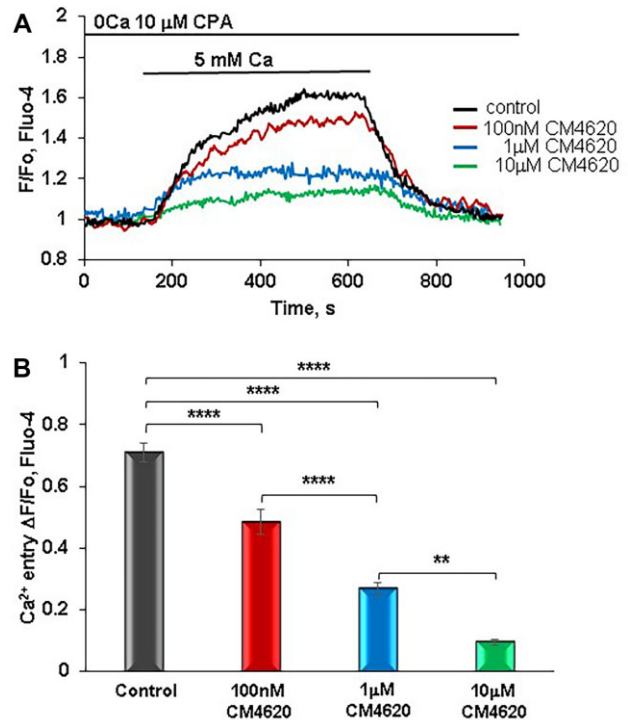 A
0Ca 10 µM CPA
5 mM Ca
F/Fo, Fluo-4
1.8
1.6
1.4
1.2
1
0.8
control
100nM CM4620
1µM CM4620
10µM CM4620
0
200
400
600
800
1000
Time, s
B
Ca²⁺ entry ΔF/Fo, Fluo-4
1
0.8
0.6
0.4
0.2
0
****
****
****
****
**
Control
100nM
CM4620
1µM
CM4620
10µM
CM4620